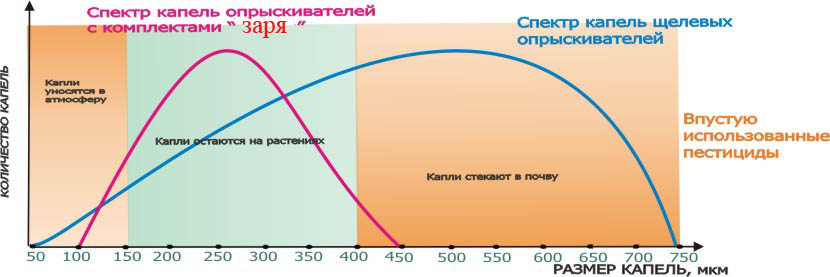 Спектр капель опрыскивателей
с комплектами “ заря ”
Спектр капель щелевых
опрыскивателей
КОЛИЧЕСТВО КАПЕЛЬ
Капли
уносятся в
атмосферу
Капли остаются на растениях
Капли стекают в почву
Впустую
использованные
пестициды
50 100 150 200 250 300 350 400 450 500 550 600 650 700 750
РАЗМЕР КАПЕЛЬ, мкм